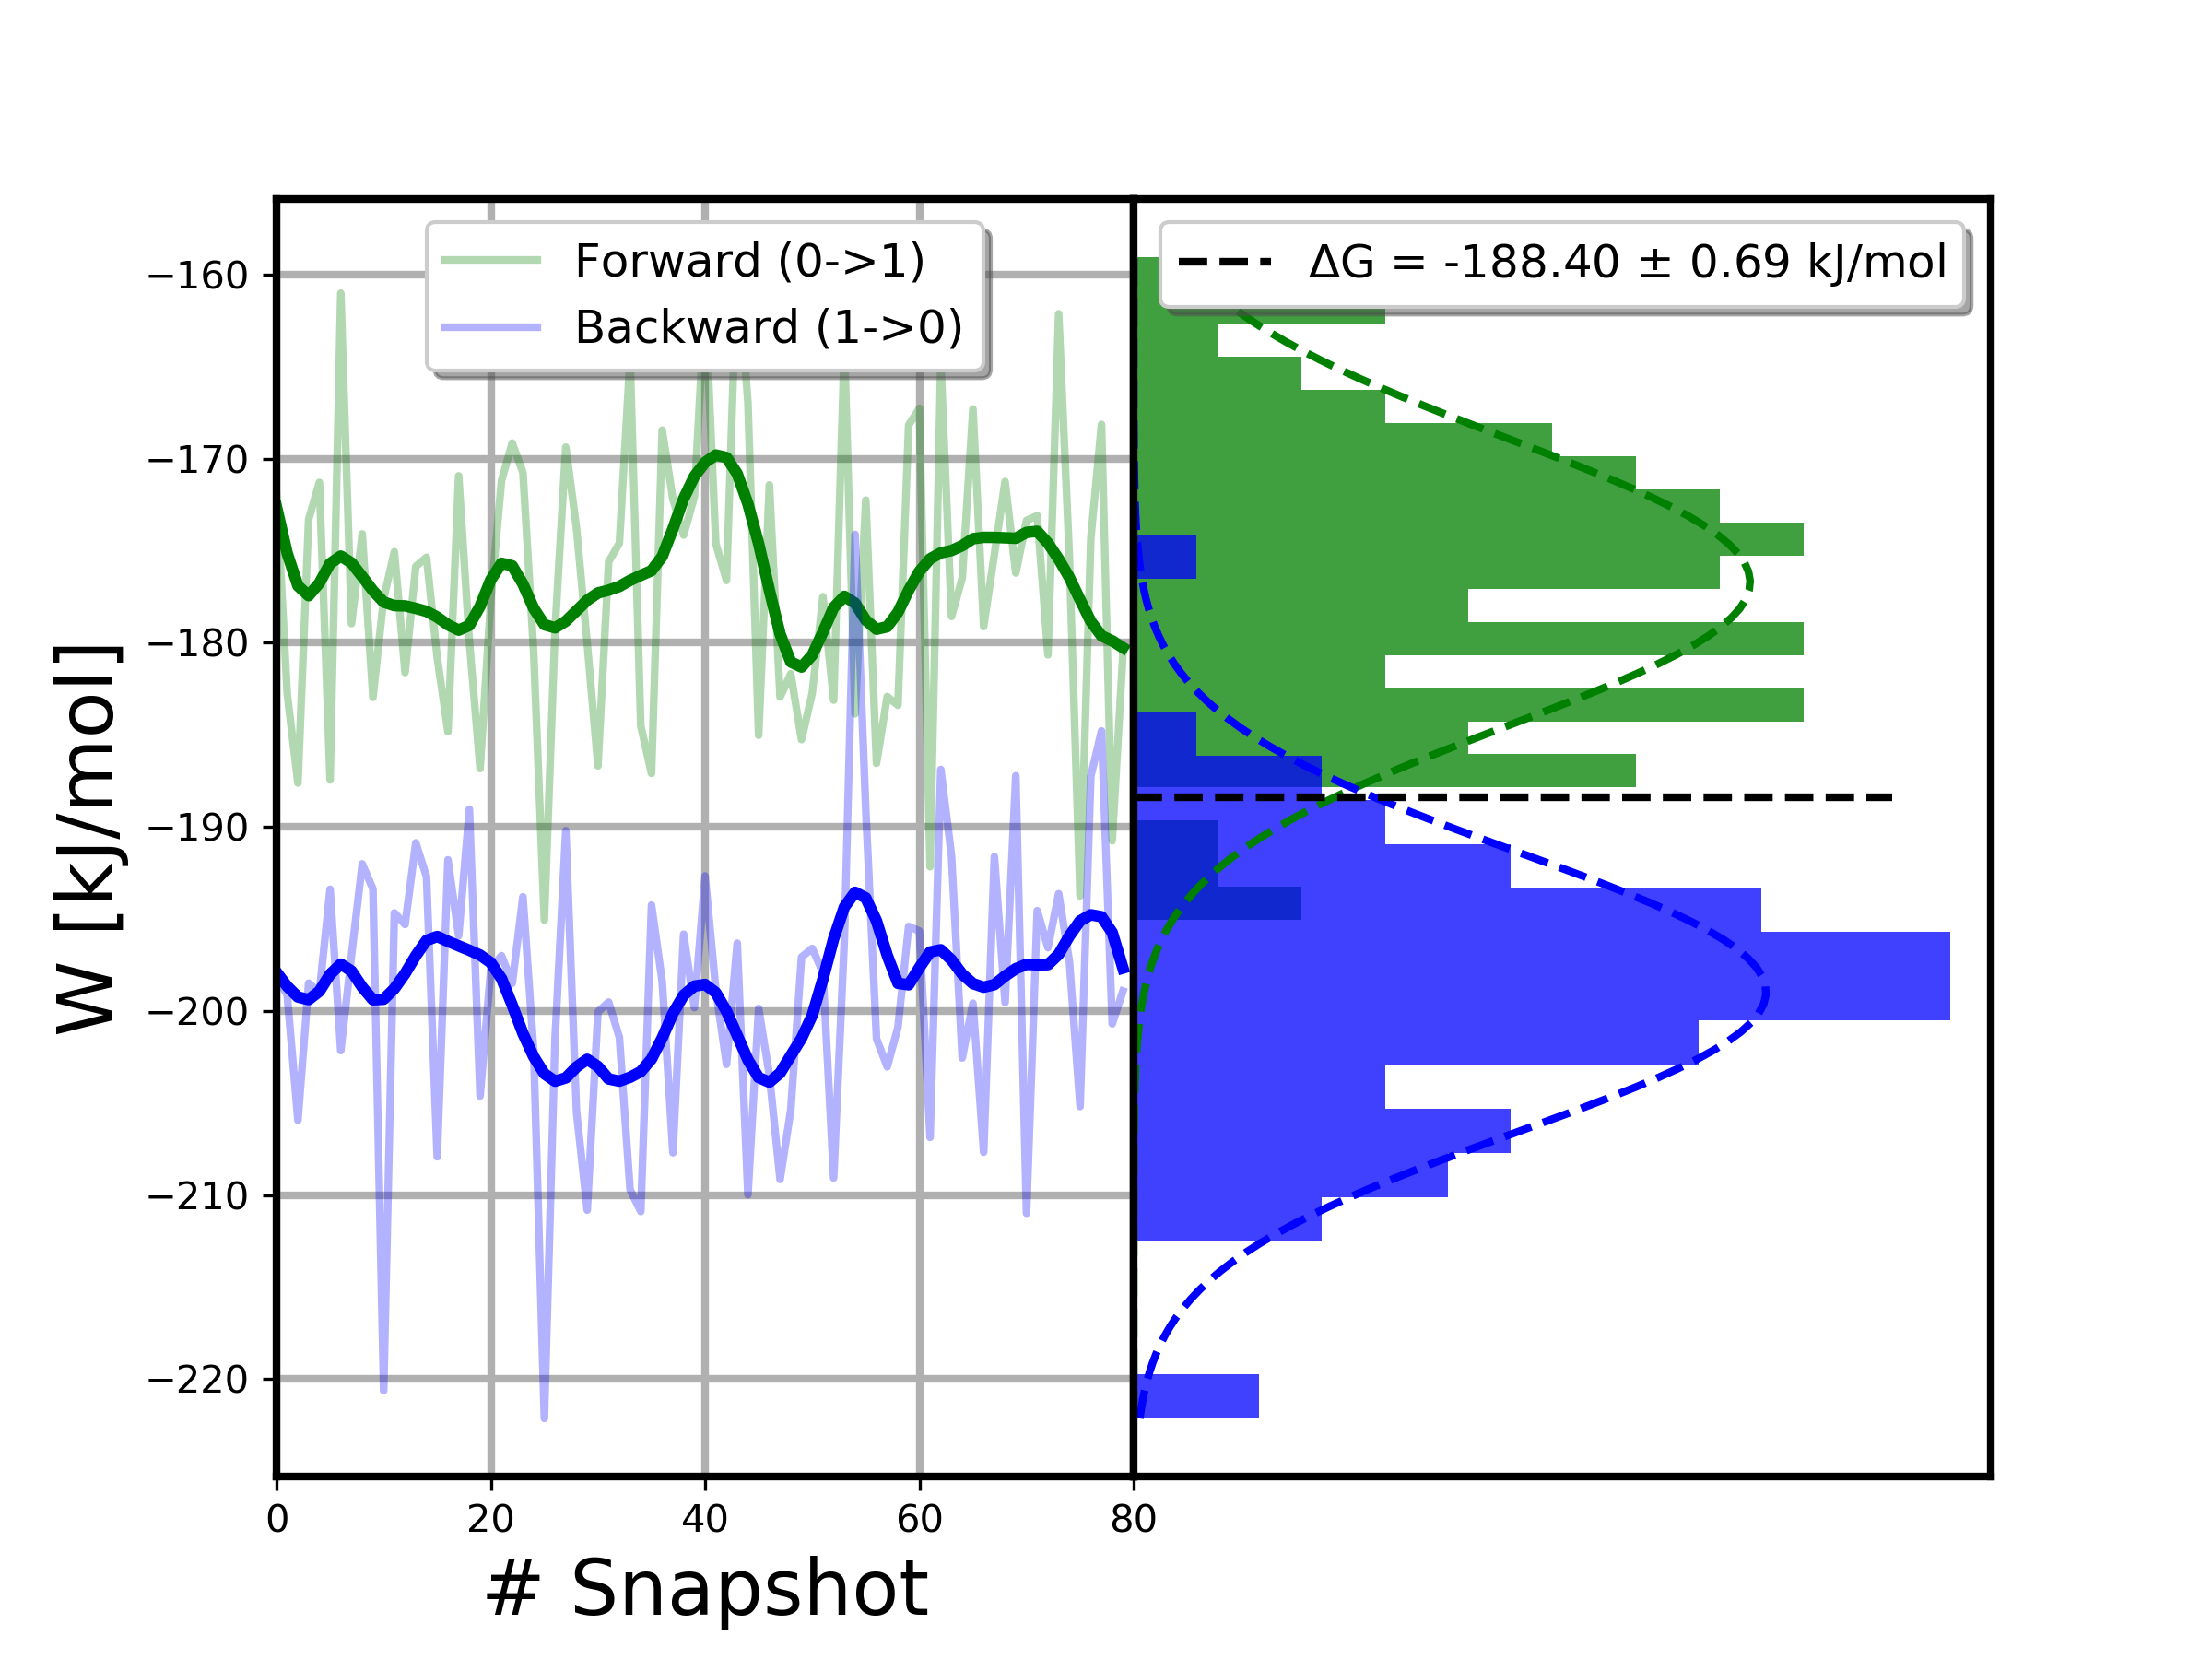 Forward (0->1)
Backward (1->0)
ΔG = -188.40 ± 0.69 kJ/mol
W [kJ/mol]
−160
−170
−180
−190
−200
−210
−220
0 20 40 60 80
# Snapshot